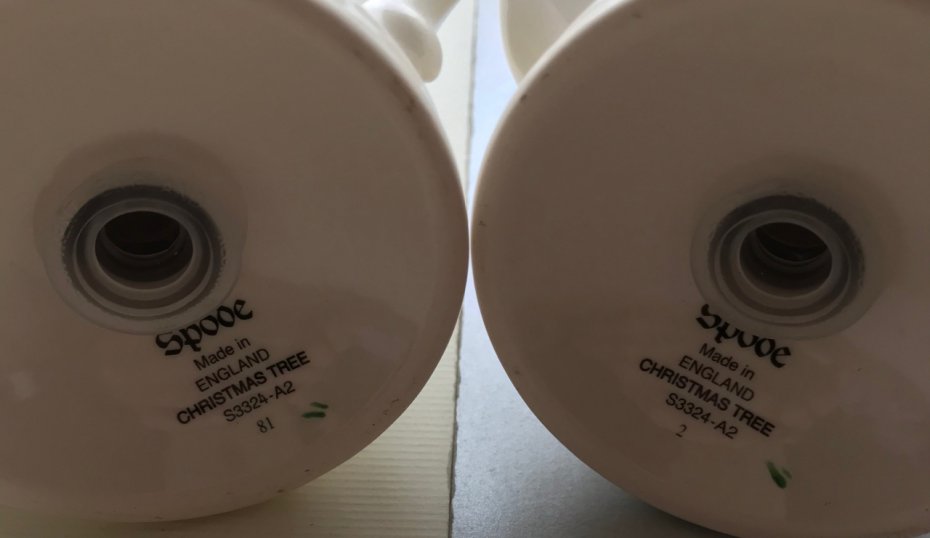 Spode
Made in
ENGLAND
CHRISTMAS TREE
S3324-A2
81
Spode
Made in
ENGLAND
CHRISTMAS TREE
S3324-A2
2